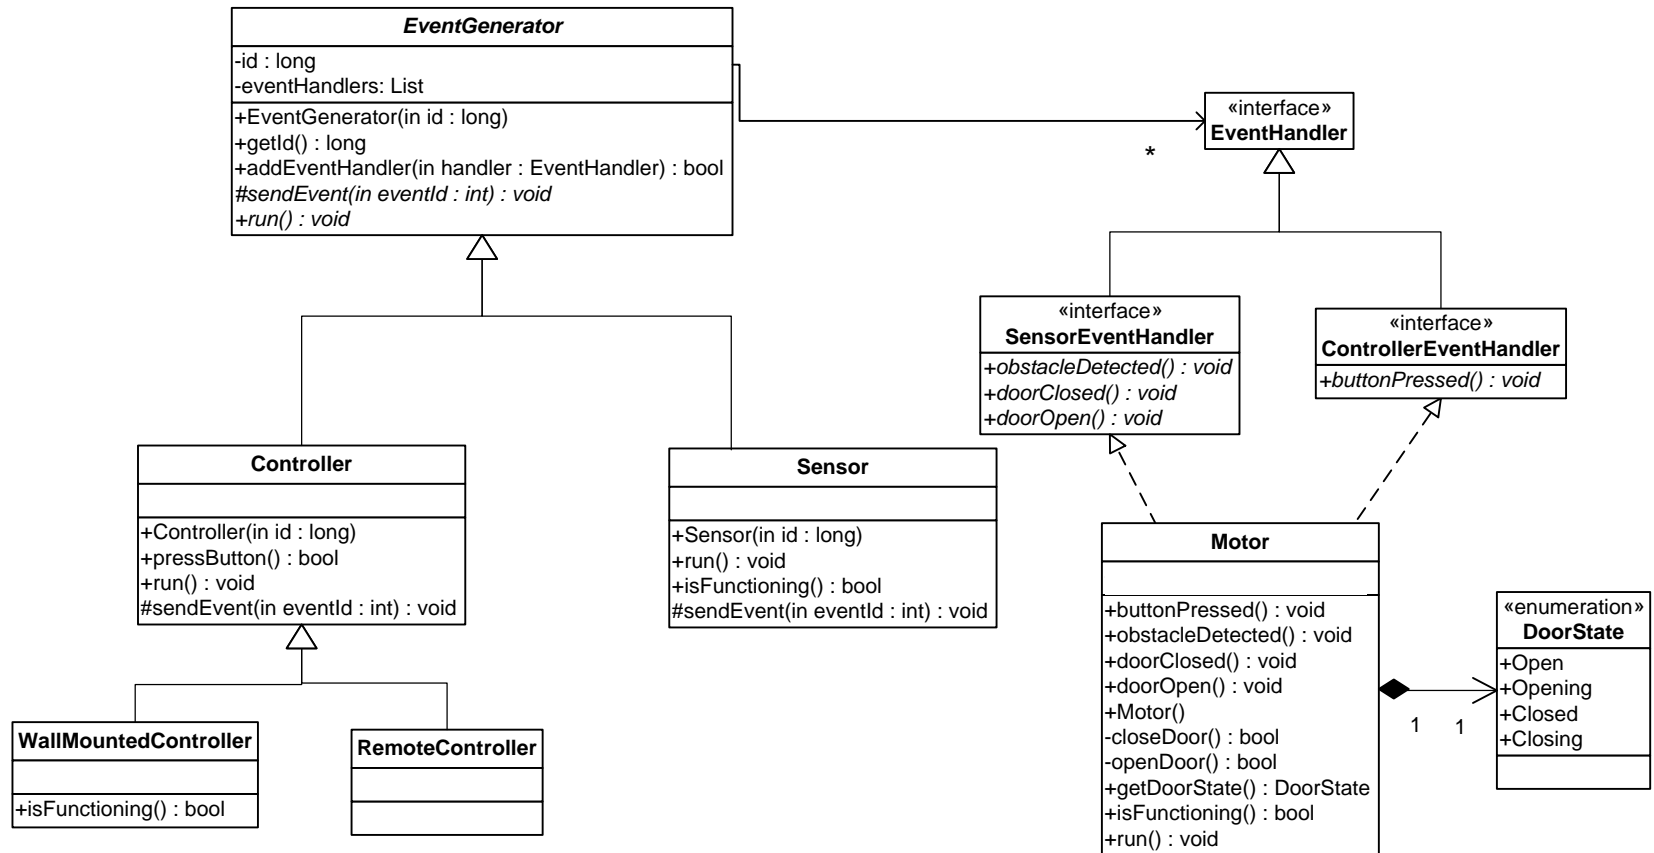 EventGenerator
-id : long
-eventHandlers: List
+EventGenerator(in id : long)
+getId() : long
+addEventHandler(in handler : EventHandler) : bool
#sendEvent(in eventId : int) : void
+run() : void
«interface»
EventHandler
*
«interface»
SensorEventHandler
+obstacleDetected() : void
+doorClosed() : void
+doorOpen() : void
«interface»
ControllerEventHandler
+buttonPressed() : void
Controller
+Controller(in id : long)
+pressButton() : bool
+run() : void
#sendEvent(in eventId : int) : void
Sensor
+Sensor(in id : long)
+run() : void
+isFunctioning() : bool
#sendEvent(in eventId : int) : void
Motor
+buttonPressed() : void
+obstacleDetected() : void
+doorClosed() : void
+doorOpen() : void
+Motor()
-closeDoor() : bool
-openDoor() : bool
+getDoorState() : DoorState
+isFunctioning() : bool
+run() : void
1 1
«enumeration»
DoorState
+Open
+Opening
+Closed
+Closing
WallMountedController
+isFunctioning() : bool
RemoteController